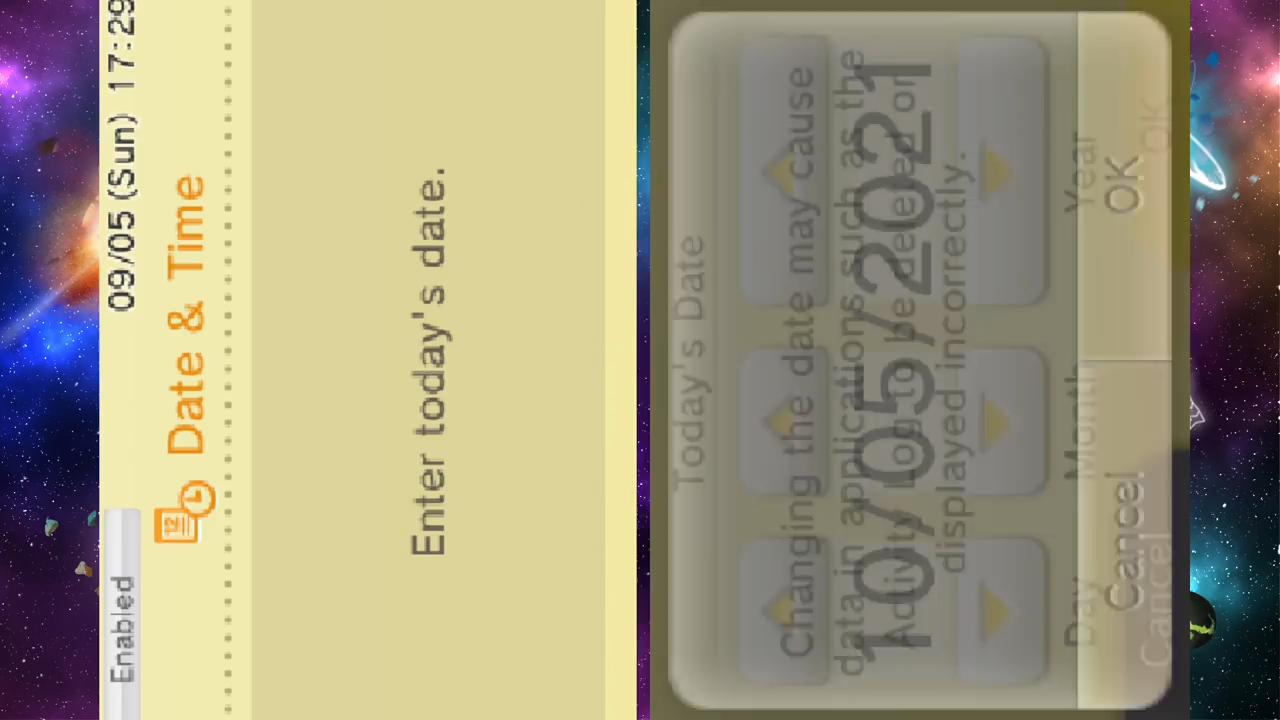 Enabled
09/05 (Sun) 17:29
Date & Time
Enter today's date.
Today's Date
Changing the date may cause
data in applications such as the
Activity Log to be deleted or
displayed incorrectly.
10/05/2021
Day Month Year
Cancel OK
Cancel OK